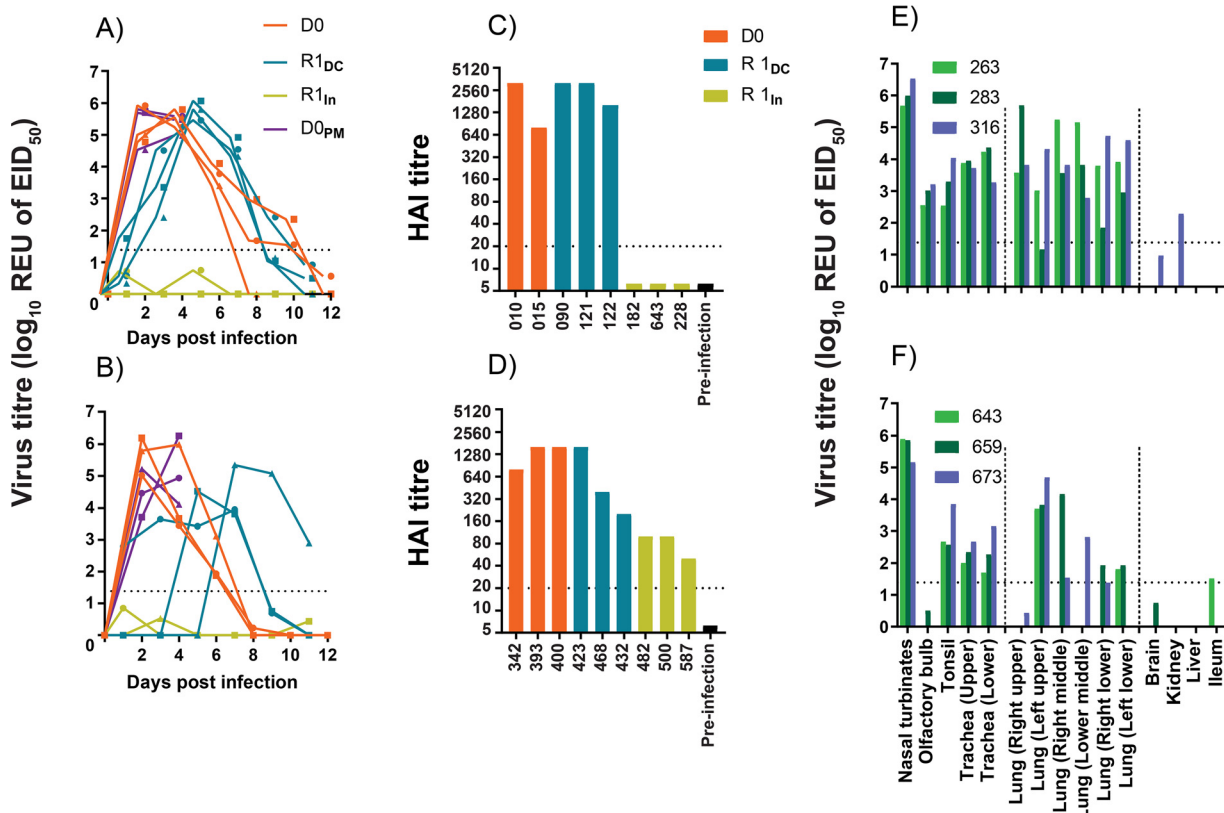 A)
D0
R1DC
R1In
D0PM
7
6
5
4
3
2
1
0
0 2 4 6 8 10 12
Days post infection
Virus titre (log10 REU of EID50)
B)
7
6
5
4
3
2
1
0
0 2 4 6 8 10 12
Days post infection
C)
D0
R 1DC
R 1In
5120
2560
1280
640
320
160
80
40
20
10
5
HAI titre
010 015 090 121 122 182 643 228 Pre-infection
D)
5120
2560
1280
640
320
160
80
40
20
10
5
HAI titre
342 393 400 423 468 432 482 500 587 Pre-infection
E)
263
283
316
7
6
5
4
3
2
1
0
Virus titre (log10 REU of EID50)
F)
643
659
673
7
6
5
4
3
2
1
0
Nasal turbinates
Olfactory bulb
Tonsil
Trachea (Upper)
Trachea (Lower)
Lung (Right upper)
Lung (Left upper)
Lung (Right middle)
Lung (Lower middle)
Lung (Right lower)
Lung (Left lower)
Brain
Kidney
Liver
Ileum